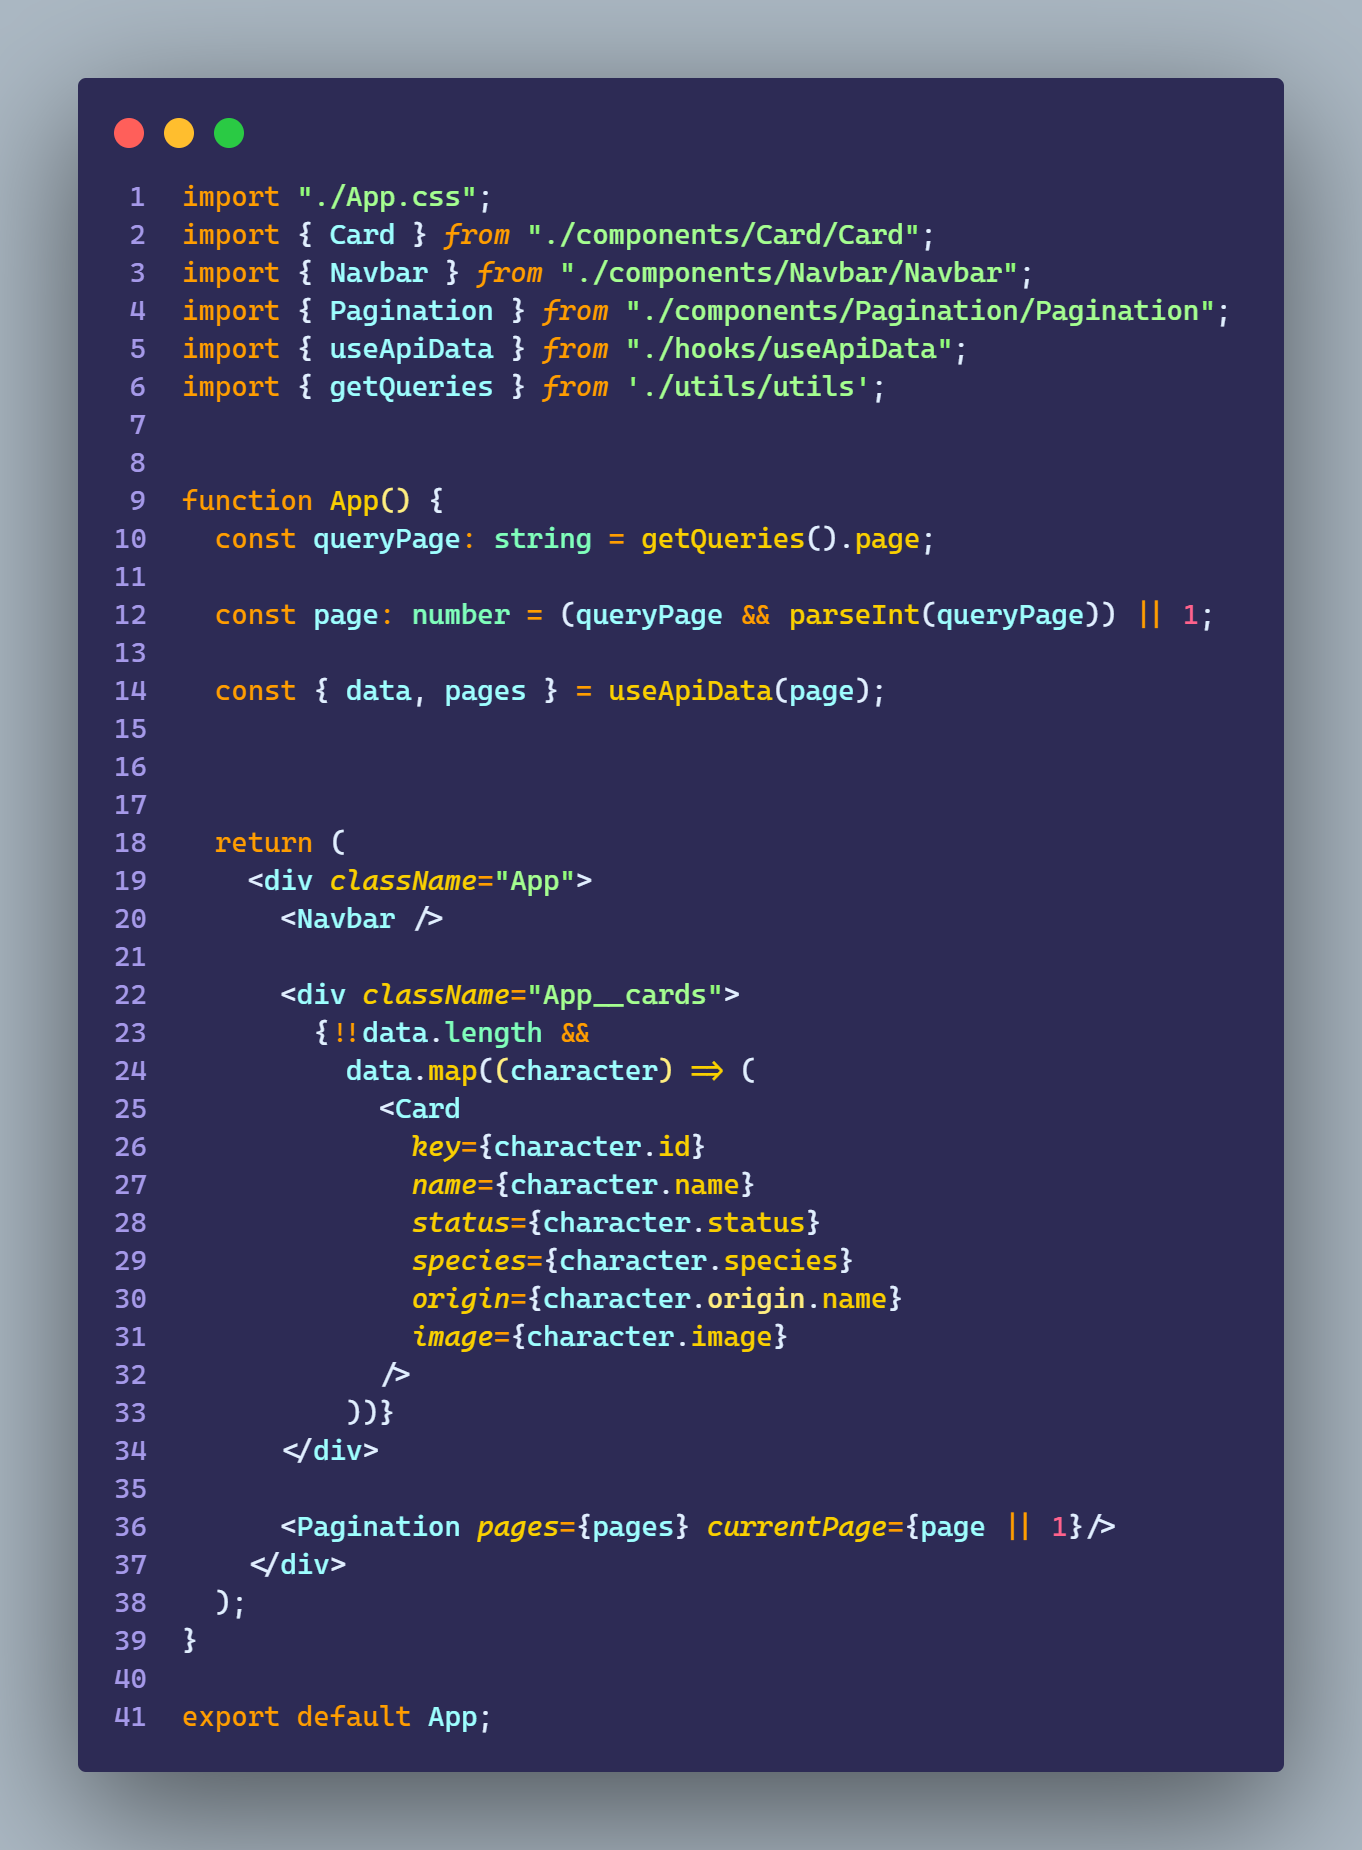 1 import "./App.css";
2 import { Card } from "./components/Card/Card";
3 import { Navbar } from "./components/Navbar/Navbar";
4 import { Pagination } from "./components/Pagination/Pagination";
5 import { useApiData } from "./hooks/useApiData";
6 import { getQueries } from './utils/utils';
7
8
9 function App() {
10   const queryPage: string = getQueries().page;
11
12   const page: number = (queryPage && parseInt(queryPage)) || 1;
13
14   const { data, pages } = useApiData(page);
15
16
17
18   return (
19     <div className="App">
20       <Navbar />
21
22       <div className="App__cards">
23         {!!data.length &&
24           data.map((character) => (
25             <Card
26               key={character.id}
27               name={character.name}
28               status={character.status}
29               species={character.species}
30               origin={character.origin.name}
31               image={character.image}
32             />
33           ))}
34       </div>
35
36       <Pagination pages={pages} currentPage={page || 1}/>
37     </div>
38   );
39 }
40
41 export default App;